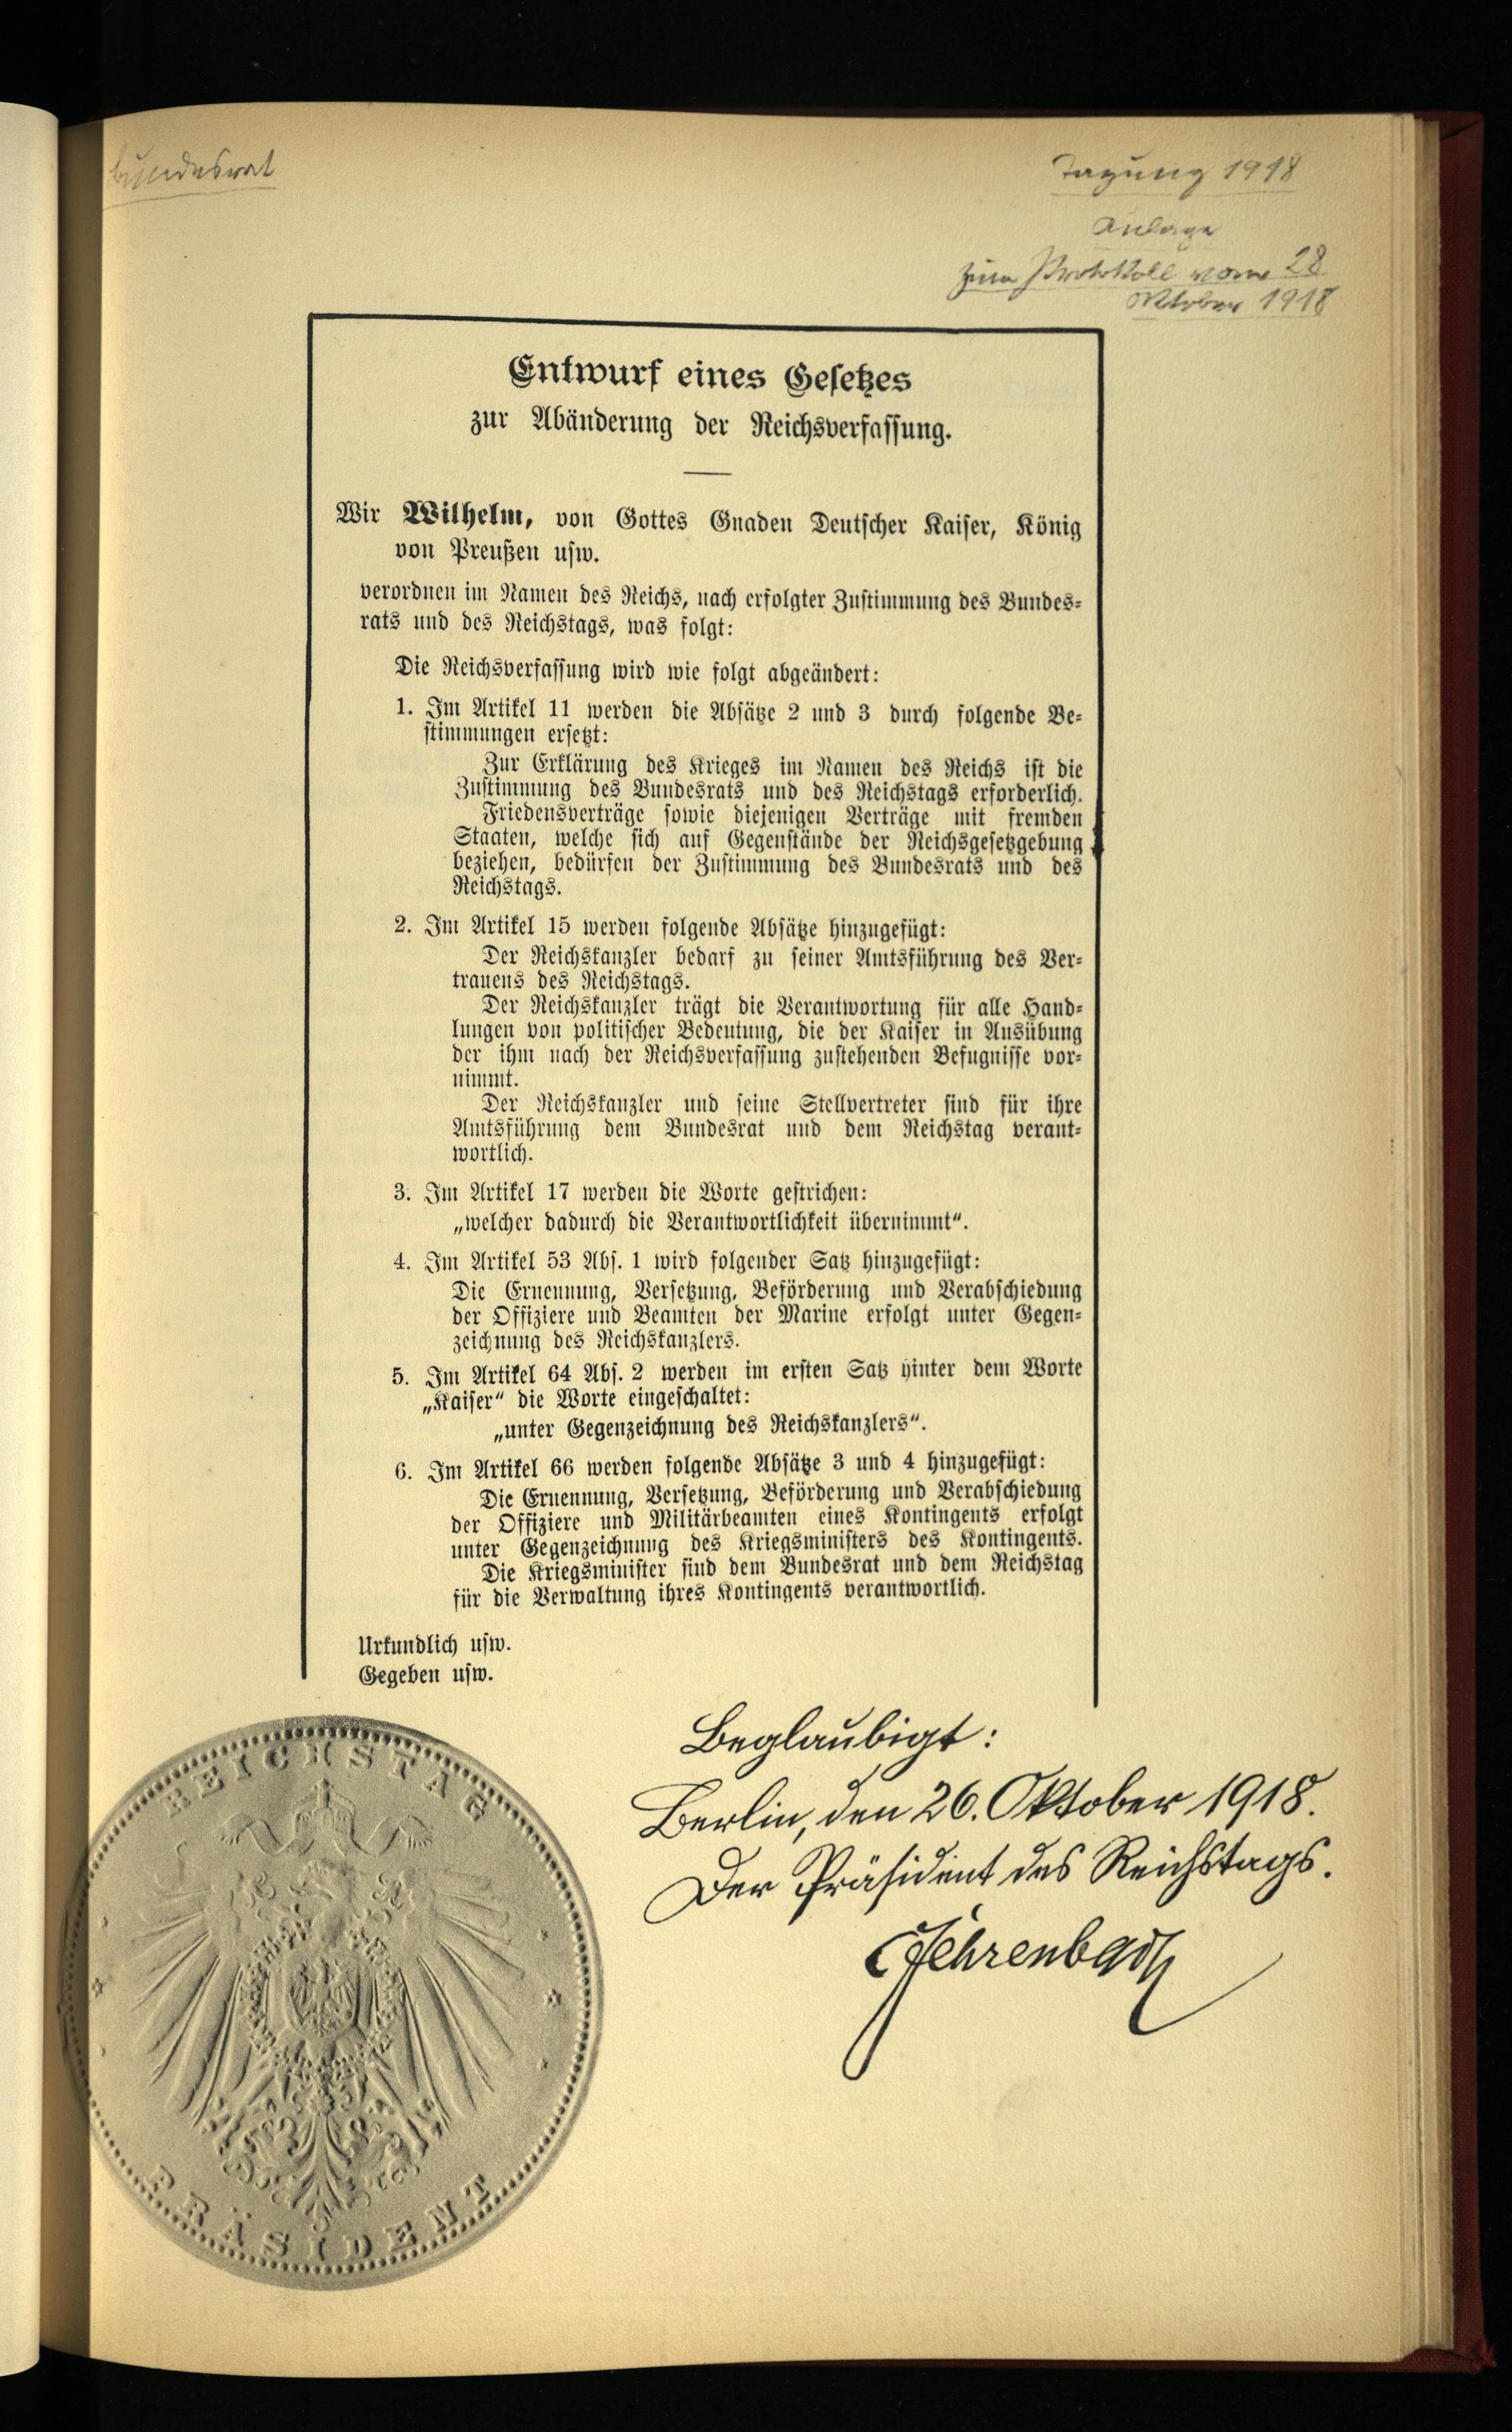 Bundesrat
Tagung 1918
Anlage
zum Protokoll vom 28
Oktober 1918
Entwurf eines Gesetzes
zur Abänderung der Reichsverfassung.
Wir Wilhelm, von Gottes Gnaden Deutscher Kaiser, König
von Preußen usw.
verordnen im Namen des Reichs, nach erfolgter Zustimmung des Bundes-
rats und des Reichstags, was folgt:
Die Reichsverfassung wird wie folgt abgeändert:
1. Im Artikel 11 werden die Absätze 2 und 3 durch folgende Be-
stimmungen ersetzt:
Zur Erklärung des Krieges im Namen des Reichs ist die
Zustimmung des Bundesrats und des Reichstags erforderlich.
Friedensverträge sowie diejenigen Verträge mit fremden
Staaten, welche sich auf Gegenstände der Reichsgesetzgebung
beziehen, bedürfen der Zustimmung des Bundesrats und des
Reichstags.
2. Im Artikel 15 werden folgende Absätze hinzugefügt:
Der Reichskanzler bedarf zu seiner Amtsführung des Ver-
trauens des Reichstags.
Der Reichskanzler trägt die Verantwortung für alle Hand-
lungen von politischer Bedeutung, die der Kaiser in Ausübung
der ihm nach der Reichsverfassung zustehenden Befugnisse vor-
nimmt.
Der Reichskanzler und seine Stellvertreter sind für ihre
Amtsführung dem Bundesrat und dem Reichstag verant-
wortlich.
3. Im Artikel 17 werden die Worte gestrichen:
„welcher dadurch die Verantwortlichkeit übernimmt“.
4. Im Artikel 53 Abs. 1 wird folgender Satz hinzugefügt:
Die Ernennung, Versetzung, Beförderung und Verabschiedung
der Offiziere und Beamten der Marine erfolgt unter Gegen-
zeichnung des Reichskanzlers.
5. Im Artikel 64 Abs. 2 werden im ersten Satz hinter dem Worte
„Kaiser“ die Worte eingeschaltet:
„unter Gegenzeichnung des Reichskanzlers“.
6. Im Artikel 66 werden folgende Absätze 3 und 4 hinzugefügt:
Die Ernennung, Versetzung, Beförderung und Verabschiedung
der Offiziere und Militärbeamten eines Kontingents erfolgt
unter Gegenzeichnung des Kriegsministers des Kontingents.
Die Kriegsminister sind dem Bundesrat und dem Reichstag
für die Verwaltung ihres Kontingents verantwortlich.
Urkundlich usw.
Gegeben usw.
Beglaubigt:
Berlin, den 26. Oktober 1918.
Der Präsident des Reichstags.
Fehrenbach
REICHSTAG
PRÄSIDENT